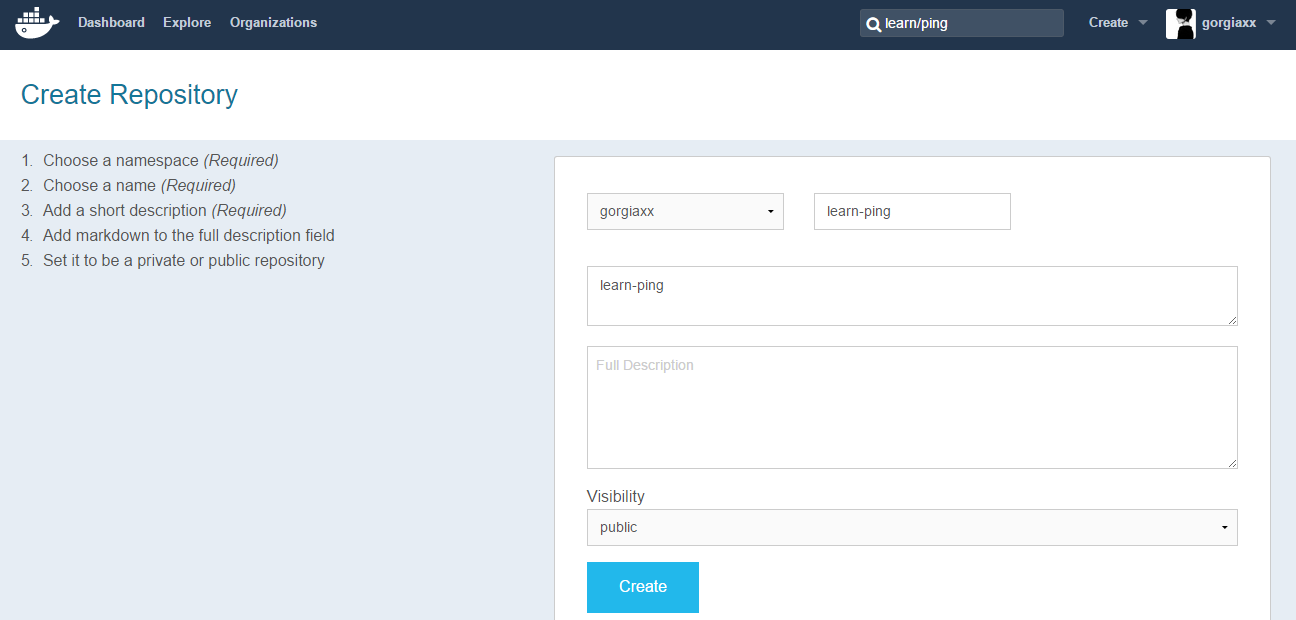 Dashboard Explore Organizations learn/ping Create gorgiaxx
Create Repository
1. Choose a namespace (Required)
2. Choose a name (Required)
3. Add a short description (Required)
4. Add markdown to the full description field
5. Set it to be a private or public repository
gorgiaxx learn-ping
learn-ping
Full Description
Visibility
public
Create